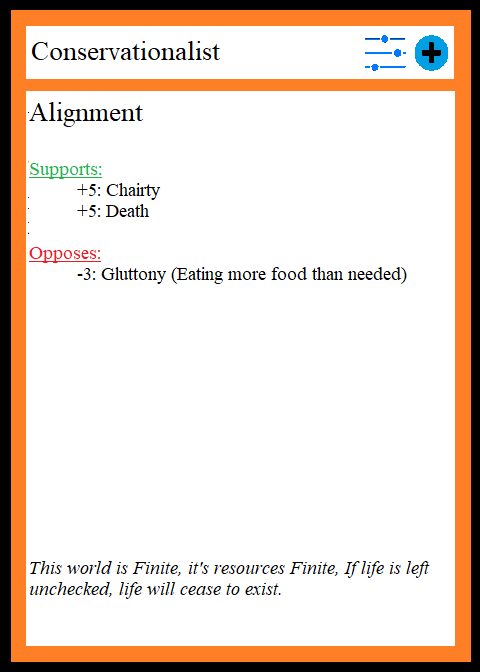 Conservationalist
Alignment
Supports:
+5: Chairty
+5: Death
Opposes:
-3: Gluttony (Eating more food than needed)
This world is Finite, it's resources Finite, If life is left
unchecked, life will cease to exist.